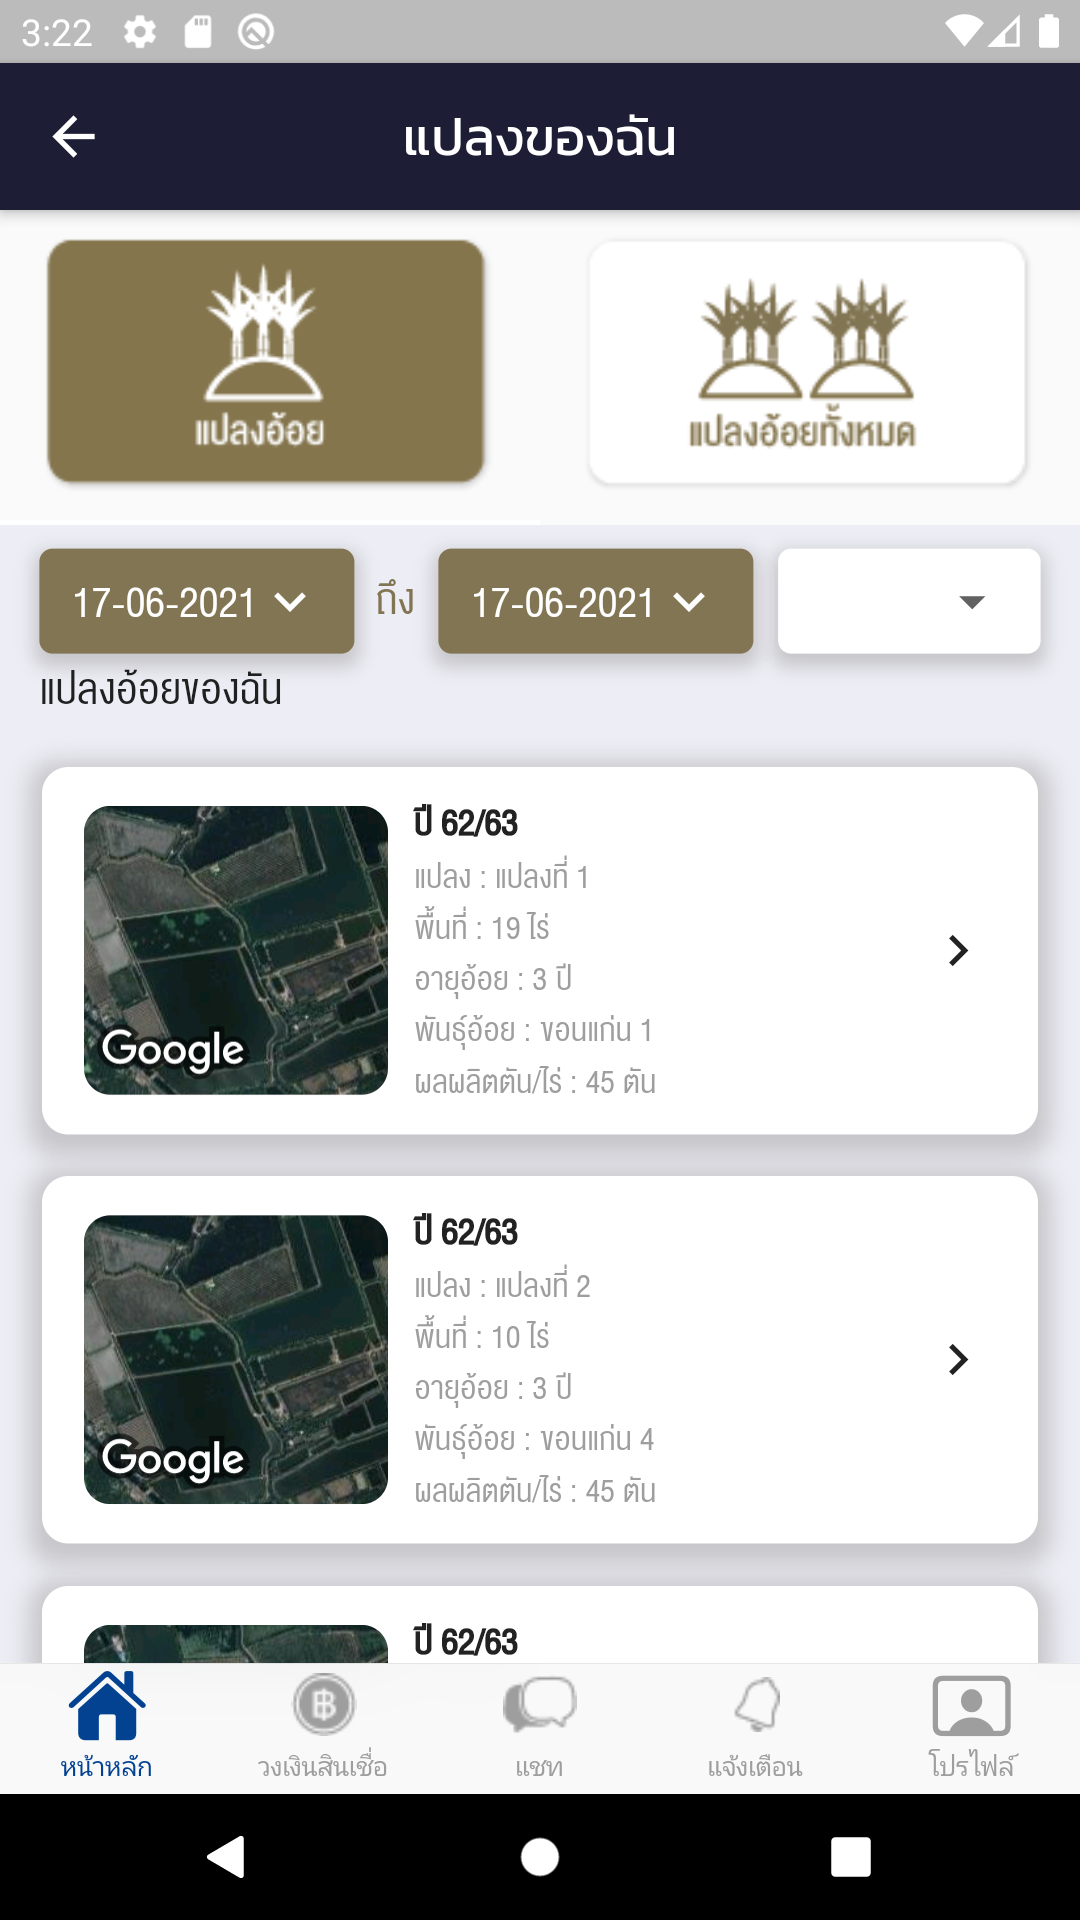 3:22
แปลงของฉัน
แปลงอ้อย
แปลงอ้อยทั้งหมด
17-06-2021 ถึง 17-06-2021
แปลงอ้อยของฉัน
ปี 62/63
แปลง : แปลงที่ 1
พื้นที่ : 19 ไร่
อายุอ้อย : 3 ปี
พันธุ์อ้อย : ขอนแก่น 1
ผลผลิตตัน/ไร่ : 45 ตัน
Google
ปี 62/63
แปลง : แปลงที่ 2
พื้นที่ : 10 ไร่
อายุอ้อย : 3 ปี
พันธุ์อ้อย : ขอนแก่น 4
ผลผลิตตัน/ไร่ : 45 ตัน
Google
ปี 62/63
หน้าหลัก
วงเงินสินเชื่อ
แชท
แจ้งเตือน
โปรไฟล์